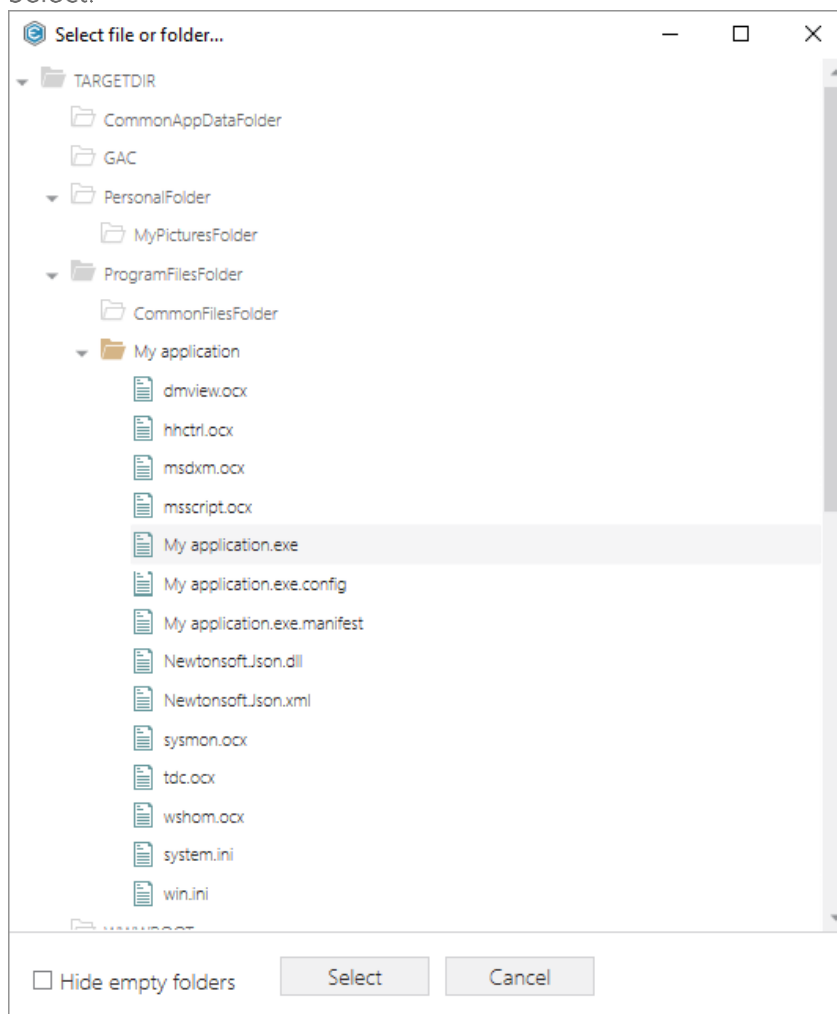 Select.
Select file or folder...
TARGETDIR
CommonAppDataFolder
GAC
PersonalFolder
MyPicturesFolder
ProgramFilesFolder
CommonFilesFolder
My application
dmview.ocx
hhctrl.ocx
msdxm.ocx
msscript.ocx
My application.exe
My application.exe.config
My application.exe.manifest
Newtonsoft.Json.dll
Newtonsoft.Json.xml
sysmon.ocx
tdc.ocx
wshom.ocx
system.ini
win.ini
Hide empty folders Select Cancel